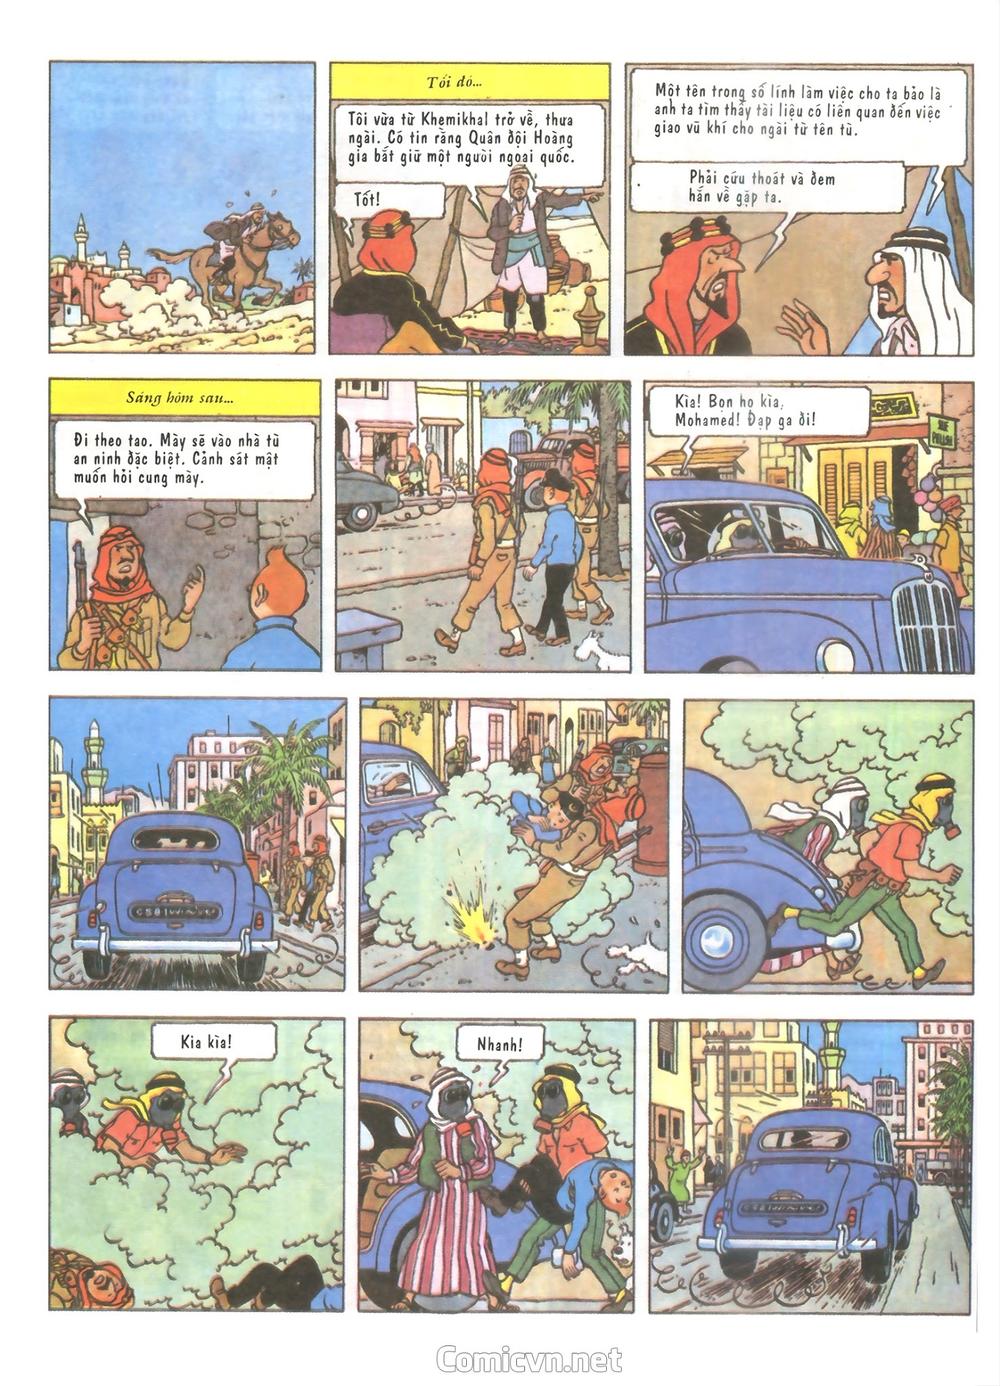 Tối đó...
Tôi vừa từ Khemikhal trở về, thưa
ngài. Có tin rằng Quân đội Hoàng
gia bắt giữ một người ngoại quốc.
Tốt!
Một tên trong số lính làm việc cho ta bảo là
anh ta tìm thấy tài liệu có liên quan đến việc
giao vũ khí cho ngài từ tên tù.
Phải cứu thoát và đem
hắn về gặp ta.
Sáng hôm sau...
Đi theo tao. Mày sẽ vào nhà tù
an ninh đặc biệt. Cảnh sát mật
muốn hỏi cung mày.
Kìa! Bọn họ kìa,
Mohamed! Đạp ga đi!
Kìa kìa!
Nhanh!
Comicvn.net